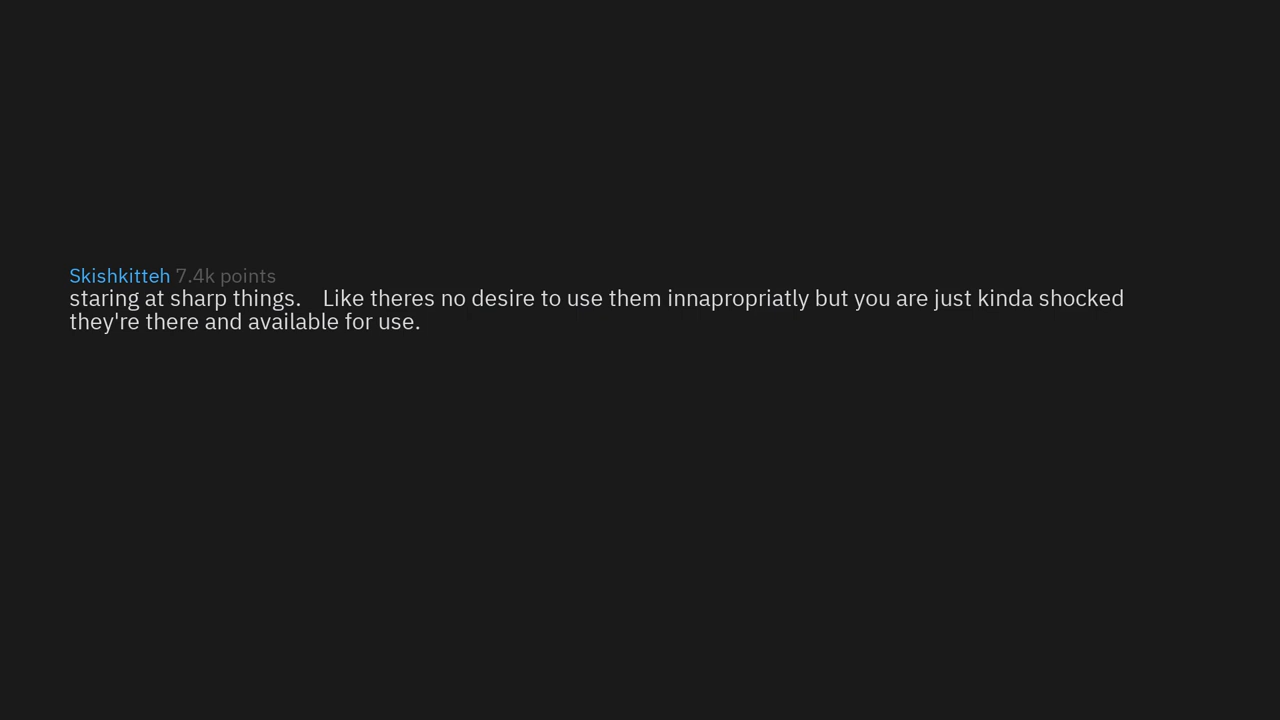 Skishkitteh 7.4k points
staring at sharp things.    Like theres no desire to use them innapropriatly but you are just kinda shocked
they're there and available for use.